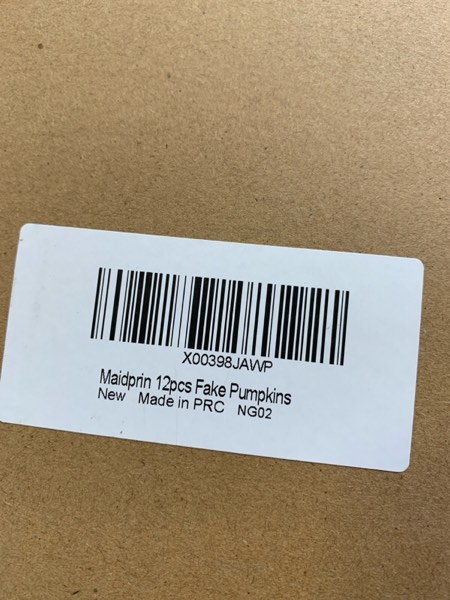 X00398JAWP
Maidprin 12pcs Fake Pumpkins
New Made in PRC NG02